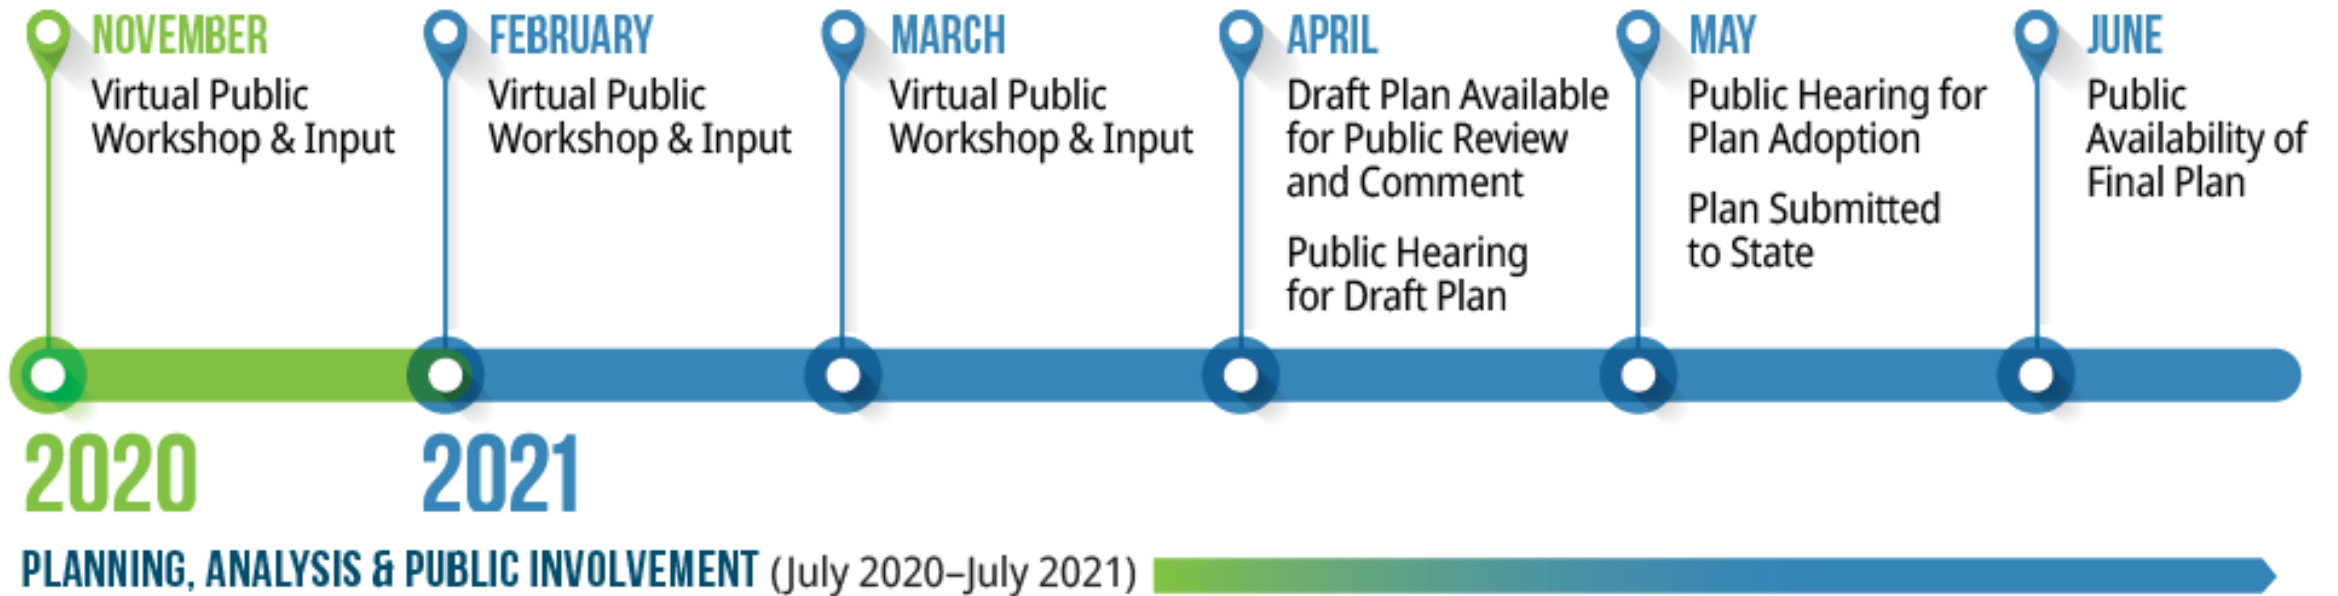 NOVEMBER
Virtual Public
Workshop & Input
FEBRUARY
Virtual Public
Workshop & Input
MARCH
Virtual Public
Workshop & Input
APRIL
Draft Plan Available
for Public Review
and Comment
Public Hearing
for Draft Plan
MAY
Public Hearing for
Plan Adoption
Plan Submitted
to State
JUNE
Public
Availability of
Final Plan
2020
2021
PLANNING, ANALYSIS & PUBLIC INVOLVEMENT (July 2020–July 2021)